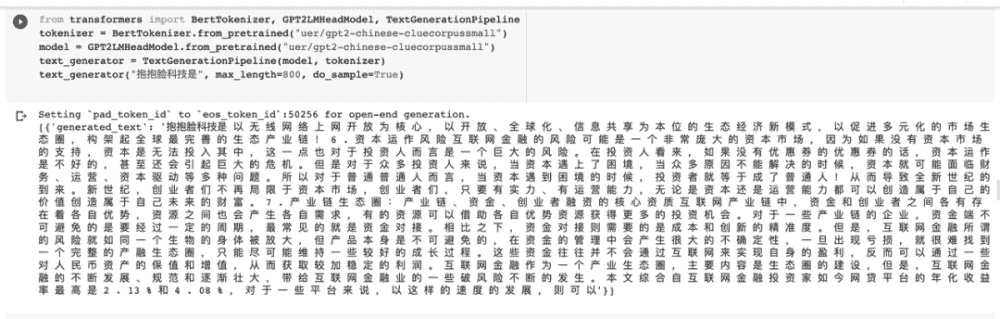 from transformers import BertTokenizer, GPT2LMHeadModel, TextGenerationPipeline
tokenizer = BertTokenizer.from_pretrained("uer/gpt2-chinese-cluecorpussmall")
model = GPT2LMHeadModel.from_pretrained("uer/gpt2-chinese-cluecorpussmall")
text_generator = TextGenerationPipeline(model, tokenizer)
text_generator("抱抱脸科技是", max_length=800, do_sample=True)
Setting `pad_token_id` to `eos_token_id`:50256 for open-end generation.
[{'generated_text': '抱抱脸科技是 以 无 线 网 络 上 网 开 放 为 核 心 , 以 开 放 、 全 球 化 、 信 息 共 享 为 本 位 的 生 态 经 济 新 模 式 , 以 促 进 多 元 化 的 市 场 生
态 圈 , 构 架 起 全 球 最 完 善 的 生 态 产 业 链 ! 6 . 资 本 运 作 风 险 互 联 网 金 融 的 风 险 可 能 是 一 个 非 常 庞 大 的 资 本 市 场 , 因 为 如 果 没 有 资 本 市 场
的 支 持 , 资 本 是 无 法 投 入 其 中 , 这 一 点 也 对 于 投 资 人 而 言 是 一 个 巨 大 的 风 险 。 在 投 资 人 看 来 , 如 果 没 有 优 惠 券 的 优 惠 券 的 话 , 资 本 运 作
是 不 好 的 , 甚 至 还 会 引 起 巨 大 的 危 机 。 但 是 对 于 众 多 投 资 人 来 说 , 当 资 本 遇 上 了 困 境 , 当 众 多 原 因 不 能 解 决 的 时 候 , 资 本 就 可 能 面 临 财
务 、 运 营 、 资 本 驱 动 等 多 种 问 题 。 所 以 对 于 普 通 普 通 人 而 言 , 当 资 本 遇 到 困 境 的 时 候 , 投 资 者 就 等 于 成 了 普 通 人 ! 从 而 导 致 全 新 世 纪 的
到 来 。 新 世 纪 , 创 业 者 们 不 再 局 限 于 资 本 市 场 , 创 业 者 们 , 只 要 有 实 力 、 有 运 营 能 力 , 无 论 是 资 本 还 是 运 营 能 力 都 可 以 创 造 属 于 自 己 的
价 值 创 造 属 于 自 己 未 来 的 财 富 。 7 . 产 业 链 生 态 圈 : 产 业 链 、 资 金 、 创 业 者 融 资 的 核 心 资 质 互 联 网 产 业 链 中 , 资 金 和 创 业 者 之 间 各 有 存
在 着 各 自 优 势 , 资 源 之 间 也 会 产 生 各 自 需 求 , 有 的 资 源 可 以 借 助 各 自 优 势 资 源 获 得 更 多 的 投 资 机 会 。 对 于 一 些 产 业 链 的 企 业 , 资 金 端 不
可 避 免 的 是 要 经 过 一 定 的 周 期 , 最 常 见 的 就 是 资 金 对 接 。 相 比 之 下 , 资 金 对 接 则 需 要 的 是 成 本 和 创 新 的 精 准 度 。 但 是 , 互 联 网 金 融 所 谓
的 风 险 就 如 同 一 个 生 物 的 身 体 被 放 大 , 但 产 品 本 身 是 不 可 避 免 的 , 在 资 金 的 管 理 中 会 产 生 很 大 的 不 确 定 性 , 一 旦 出 现 亏 损 , 就 很 难 找 到
一 个 完 整 的 产 融 生 态 圈 , 只 能 尽 可 能 维 持 一 些 较 好 的 成 长 过 程 。 这 些 资 金 往 往 并 不 会 通 过 互 联 网 来 实 现 自 身 的 盈 利 , 反 而 可 以 通 过 一 些
对 人 民 币 资 产 的 保 值 和 增 值 , 从 而 获 取 较 加 稳 定 的 利 润 。 互 联 网 金 融 作 为 一 个 产 业 生 态 圈 , 主 要 内 容 是 生 态 圈 的 建 设 。 但 是 , 互 联 网 金
融 的 不 断 发 展 、 规 范 和 逐 渐 壮 大 , 带 给 互 联 网 金 融 业 的 一 些 破 风 险 不 断 的 发 生 。 本 文 综 合 自 互 联 网 金 融 投 资 家 如 今 网 贷 平 台 的 年 化 收 益
率 最 高 是 2 . 13 % 和 4 . 08 % , 对 于 一 些 平 台 来 说 , 以 这 样 的 速 度 的 发 展 , 则 可 以'}]